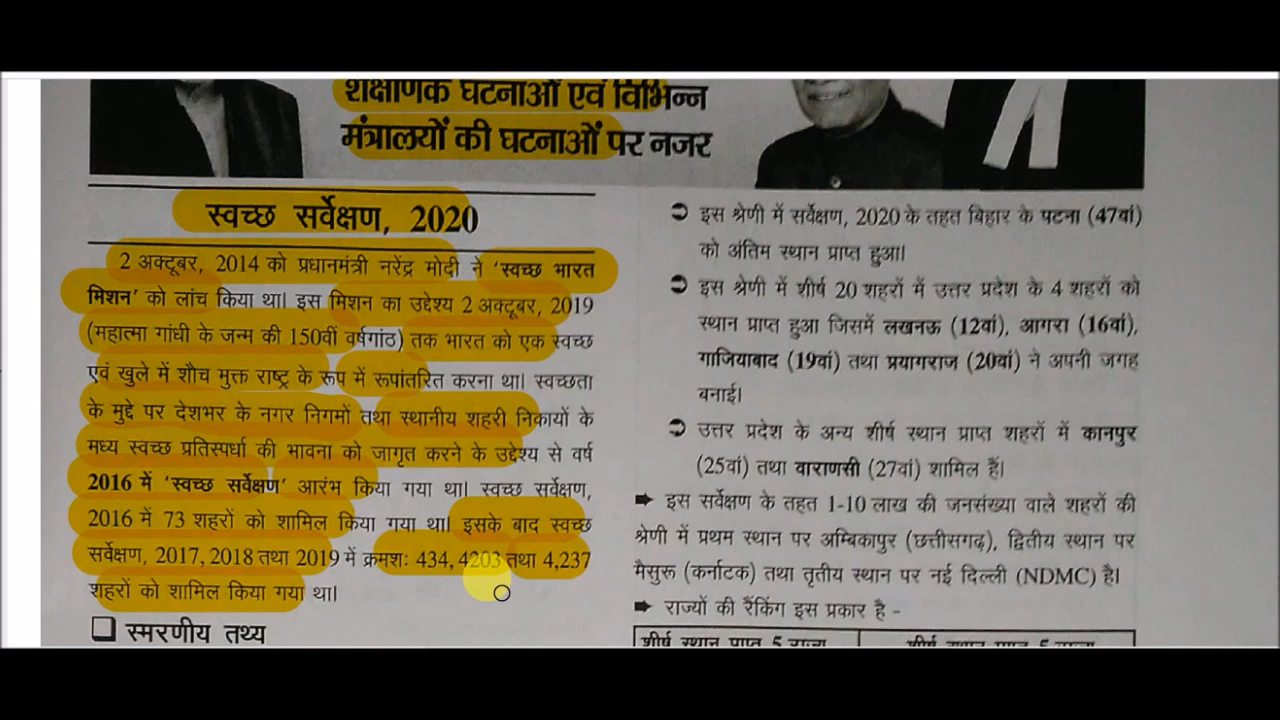 शैक्षणिक घटनाओं एवं विभिन्न
मंत्रालयों की घटनाओं पर नजर
स्वच्छ सर्वेक्षण, 2020
2 अक्टूबर, 2014 को प्रधानमंत्री नरेंद्र मोदी ने 'स्वच्छ भारत
मिशन' को लांच किया था। इस मिशन का उद्देश्य 2 अक्टूबर, 2019
(महात्मा गांधी के जन्म की 150वीं वर्षगांठ) तक भारत को एक स्वच्छ
एवं खुले में शौच मुक्त राष्ट्र के रूप में रूपांतरित करना था। स्वच्छता
के मुद्दे पर देशभर के नगर निगमों तथा स्थानीय शहरी निकायों के
मध्य स्वच्छ प्रतिस्पर्धा की भावना को जागृत करने के उद्देश्य से वर्ष
2016 में 'स्वच्छ सर्वेक्षण' आरंभ किया गया था। स्वच्छ सर्वेक्षण,
2016 में 73 शहरों को शामिल किया गया था। इसके बाद स्वच्छ
सर्वेक्षण, 2017, 2018 तथा 2019 में क्रमशः 434, 4203 तथा 4,237
शहरों को शामिल किया गया था।
❑ स्मरणीय तथ्य
➲ इस श्रेणी में सर्वेक्षण, 2020 के तहत बिहार के पटना (47वां)
को अंतिम स्थान प्राप्त हुआ।
➲ इस श्रेणी में शीर्ष 20 शहरों में उत्तर प्रदेश के 4 शहरों को
स्थान प्राप्त हुआ जिसमें लखनऊ (12वां), आगरा (16वां),
गाजियाबाद (19वां) तथा प्रयागराज (20वां) ने अपनी जगह
बनाई।
➲ उत्तर प्रदेश के अन्य शीर्ष स्थान प्राप्त शहरों में कानपुर
(25वां) तथा वाराणसी (27वां) शामिल हैं।
➡ इस सर्वेक्षण के तहत 1-10 लाख की जनसंख्या वाले शहरों की
श्रेणी में प्रथम स्थान पर अम्बिकापुर (छत्तीसगढ़), द्वितीय स्थान पर
मैसुरू (कर्नाटक) तथा तृतीय स्थान पर नई दिल्ली (NDMC) है।
➡ राज्यों की रैंकिंग इस प्रकार है -
शीर्ष स्थान प्राप्त 5 राज्य